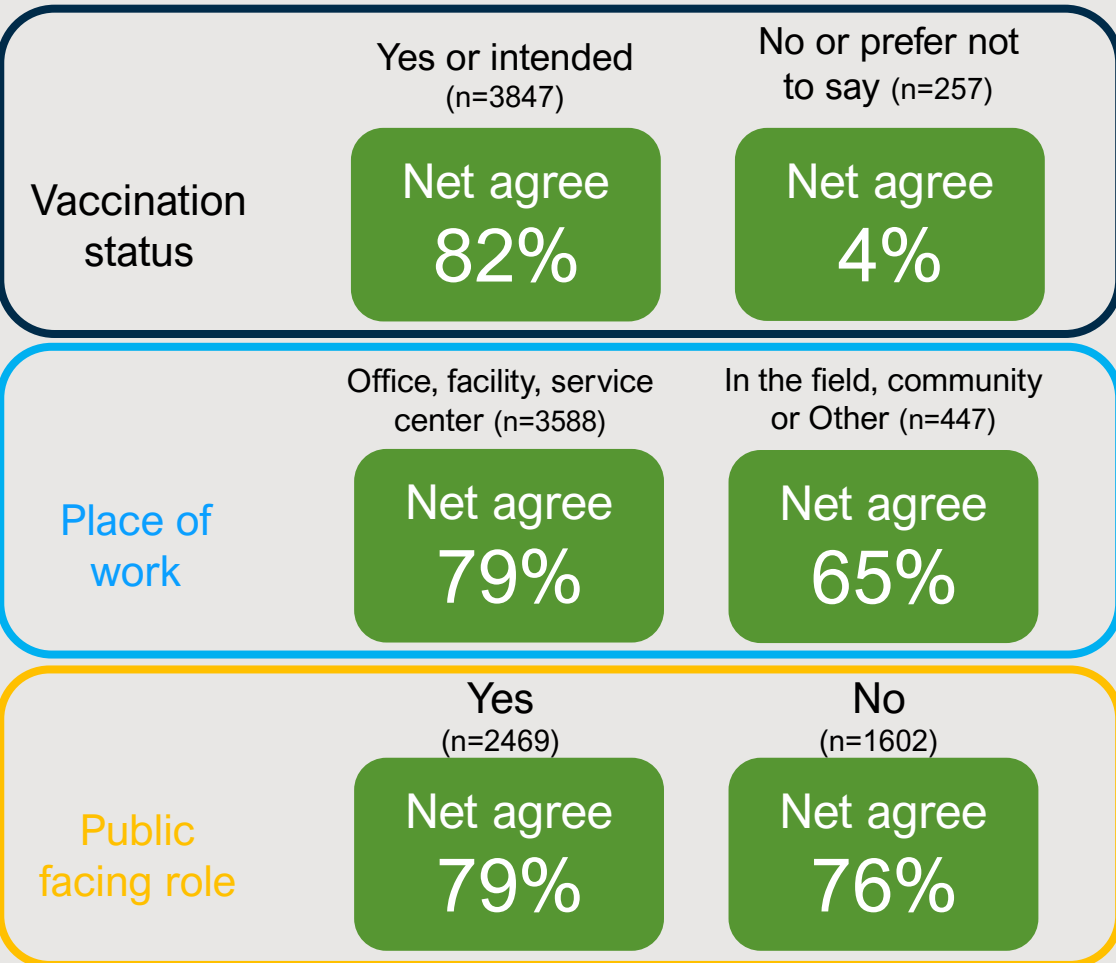 Vaccination
status
Yes or intended
(n=3847)
Net agree
82%
No or prefer not
to say (n=257)
Net agree
4%
Place of
work
Office, facility, service
center (n=3588)
Net agree
79%
In the field, community
or Other (n=447)
Net agree
65%
Public
facing role
Yes
(n=2469)
Net agree
79%
No
(n=1602)
Net agree
76%